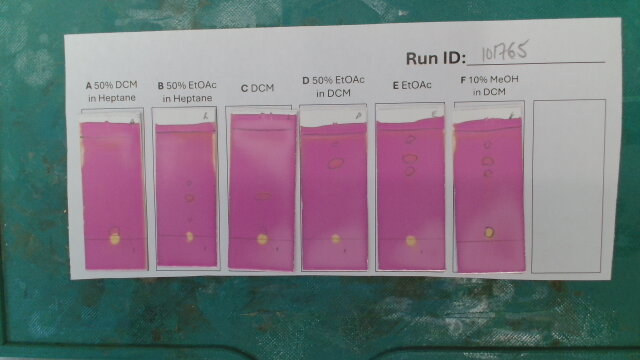 Run ID: 101765
A 50% DCM
in Heptane
B 50% EtOAc
in Heptane
C DCM
D 50% EtOAc
in DCM
E EtOAc
F 10% MeOH
in DCM